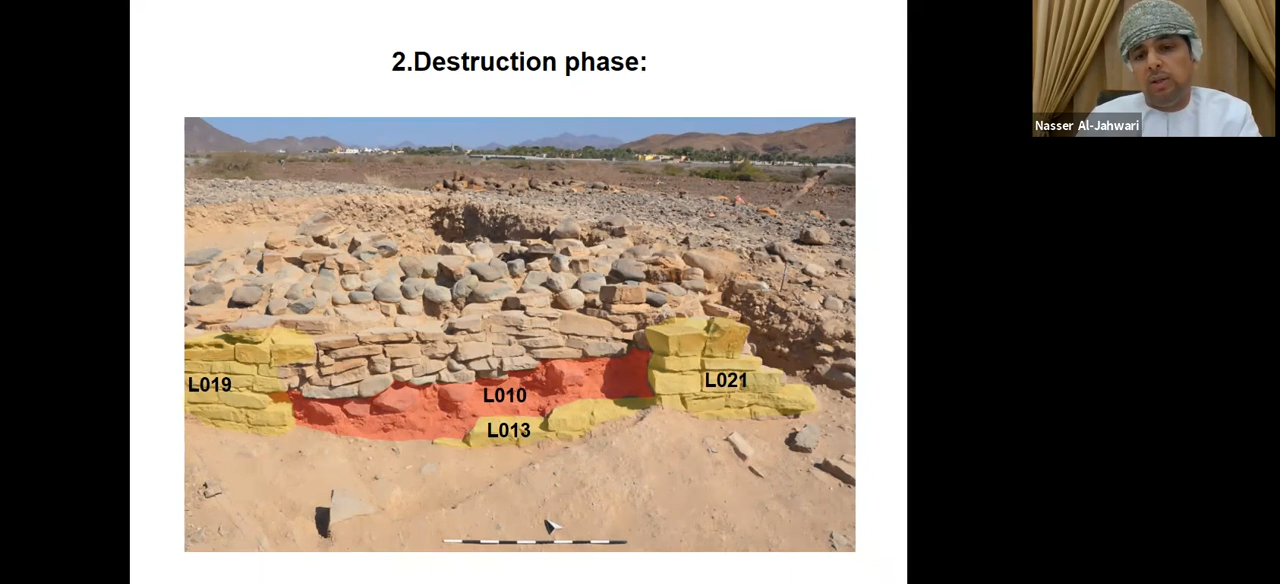 2.Destruction phase:
Nasser Al-Jahwari
L019
L021
L010
L013